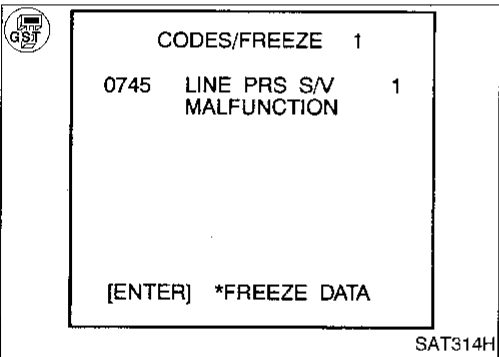 GST
CODES/FREEZE 1
0745 LINE PRS S/V 1
MALFUNCTION
[ENTER] *FREEZE DATA
SAT314H